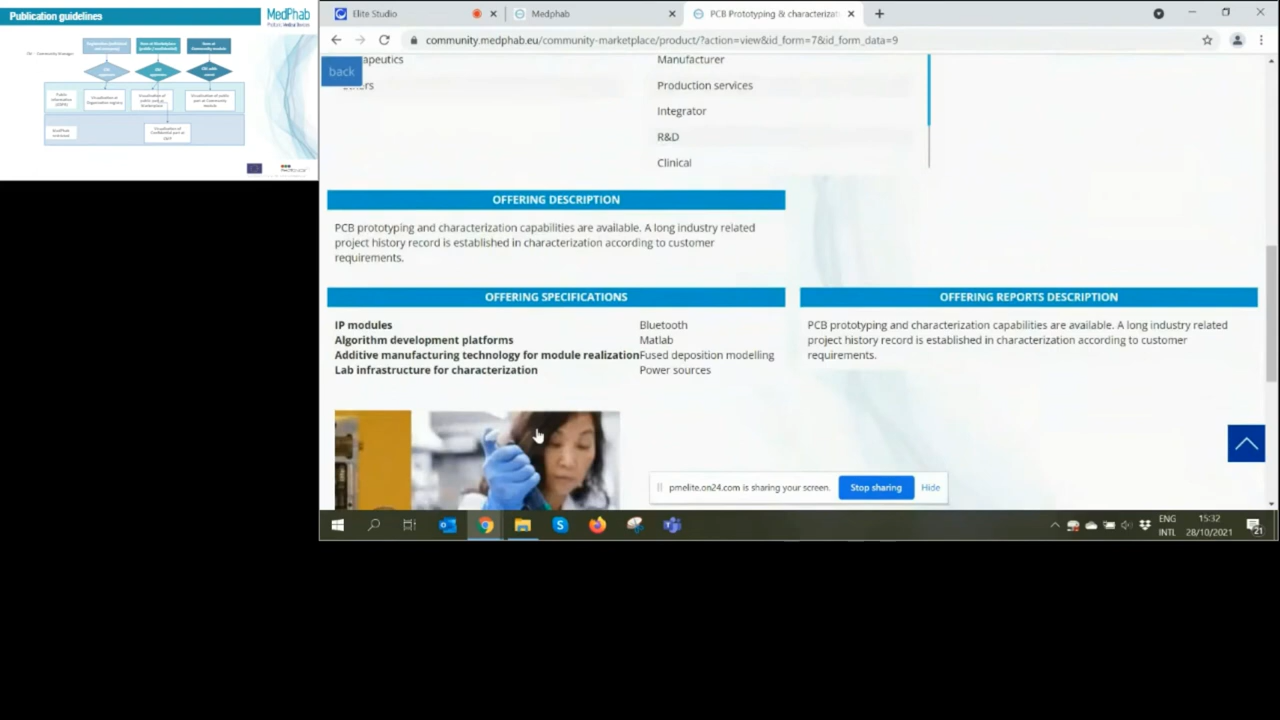 Publication guidelines
MedPhab
Elite Studio
Medphab
PCB Prototyping & characterizat
community.medphab.eu/community-marketplace/product/?action=view&id_form=7&id_form_data=9
back
apeutics
Manufacturer
Production services
Integrator
R&D
Clinical
OFFERING DESCRIPTION
PCB prototyping and characterization capabilities are available. A long industry related
project history record is established in characterization according to customer
requirements.
OFFERING SPECIFICATIONS
OFFERING REPORTS DESCRIPTION
IP modules Bluetooth
Algorithm development platforms Matlab
Additive manufacturing technology for module realization Fused deposition modelling
Lab infrastructure for characterization Power sources
PCB prototyping and characterization capabilities are available. A long industry related
project history record is established in characterization according to customer
requirements.
pmelite.on24.com is sharing your screen. Stop sharing Hide
ENG
INTL
15:32
28/10/2021
21